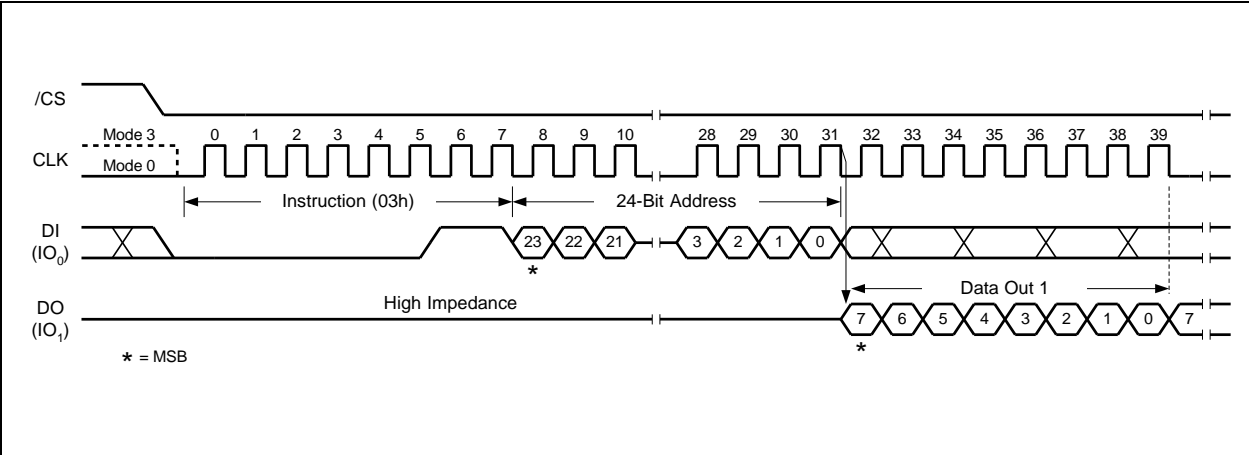 /CS
Mode 3 0 1 2 3 4 5 6 7 8 9 10 28 29 30 31 32 33 34 35 36 37 38 39
CLK
Mode 0
Instruction (03h) 24-Bit Address
DI
(IO0)
23 22 21 3 2 1 0
*
Data Out 1
High Impedance
DO
(IO1)
7 6 5 4 3 2 1 0 7
*
* = MSB